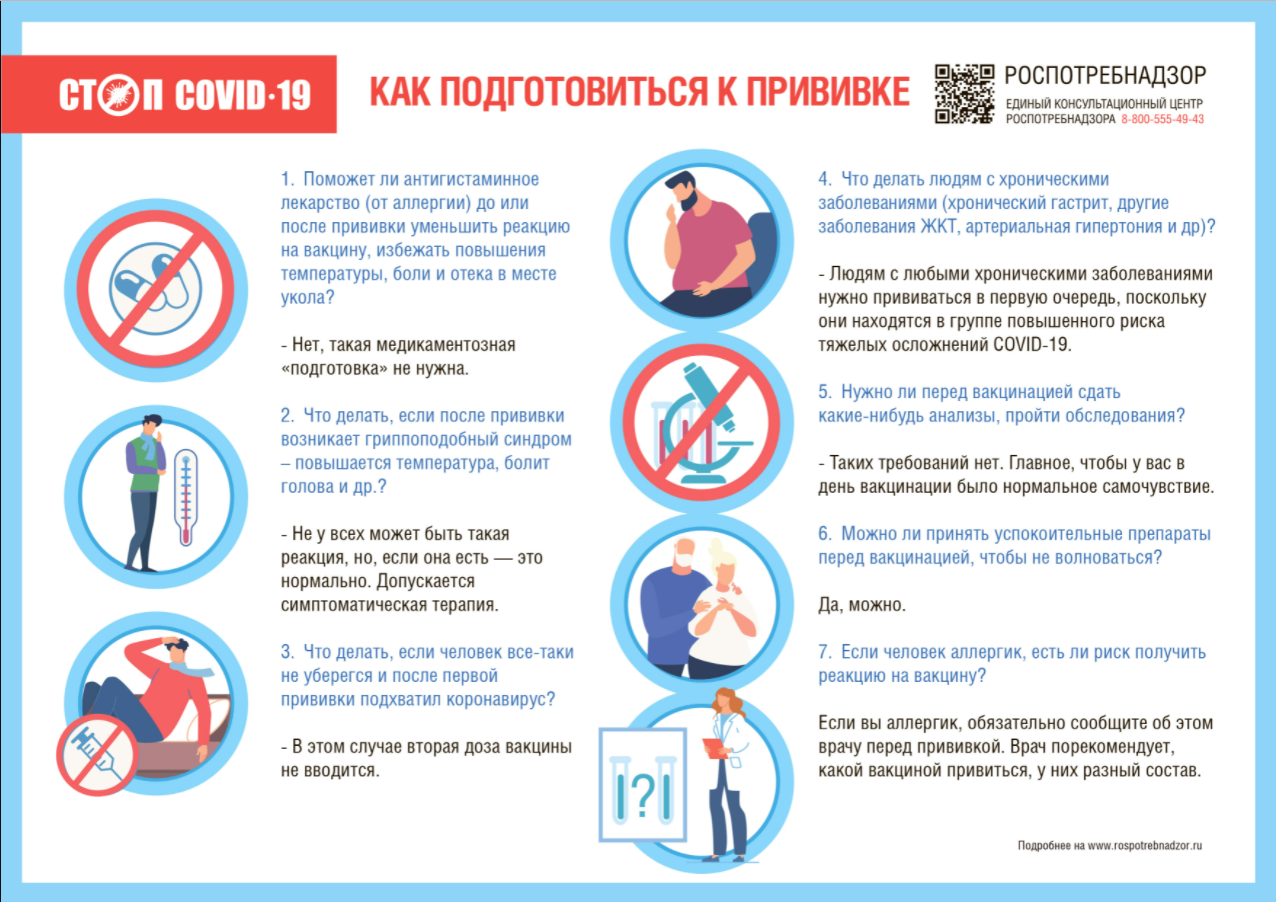 СТОП COVID·19
КАК ПОДГОТОВИТЬСЯ К ПРИВИВКЕ
РОСПОТРЕБНАДЗОР
ЕДИНЫЙ КОНСУЛЬТАЦИОННЫЙ ЦЕНТР
РОСПОТРЕБНАДЗОРА 8-800-555-49-43
1. Поможет ли антигистаминное
лекарство (от аллергии) до или
после прививки уменьшить реакцию
на вакцину, избежать повышения
температуры, боли и отека в месте
укола?
- Нет, такая медикаментозная
«подготовка» не нужна.
2. Что делать, если после прививки
возникает гриппоподобный синдром
– повышается температура, болит
голова и др.?
- Не у всех может быть такая
реакция, но, если она есть — это
нормально. Допускается
симптоматическая терапия.
3. Что делать, если человек все-таки
не уберегся и после первой
прививки подхватил коронавирус?
- В этом случае вторая доза вакцины
не вводится.
4. Что делать людям с хроническими
заболеваниями (хронический гастрит, другие
заболевания ЖКТ, артериальная гипертония и др)?
- Людям с любыми хроническими заболеваниями
нужно прививаться в первую очередь, поскольку
они находятся в группе повышенного риска
тяжелых осложнений COVID-19.
5. Нужно ли перед вакцинацией сдать
какие-нибудь анализы, пройти обследования?
- Таких требований нет. Главное, чтобы у вас в
день вакцинации было нормальное самочувствие.
6. Можно ли принять успокоительные препараты
перед вакцинацией, чтобы не волноваться?
Да, можно.
7. Если человек аллергик, есть ли риск получить
реакцию на вакцину?
Если вы аллергик, обязательно сообщите об этом
врачу перед прививкой. Врач порекомендует,
какой вакциной привиться, у них разный состав.
?
Подробнее на www.rospotrebnadzor.ru